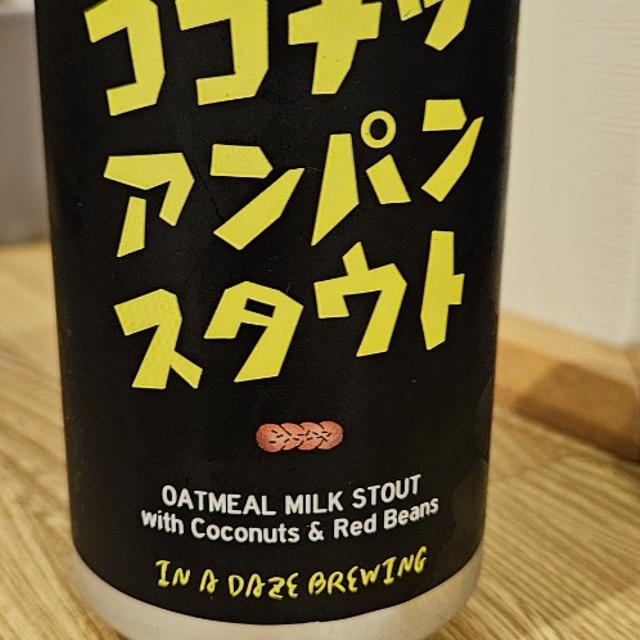 ココナッツ
アンパン
スタウト
OATMEAL MILK STOUT
with Coconuts & Red Beans
IN A DAZE BREWING